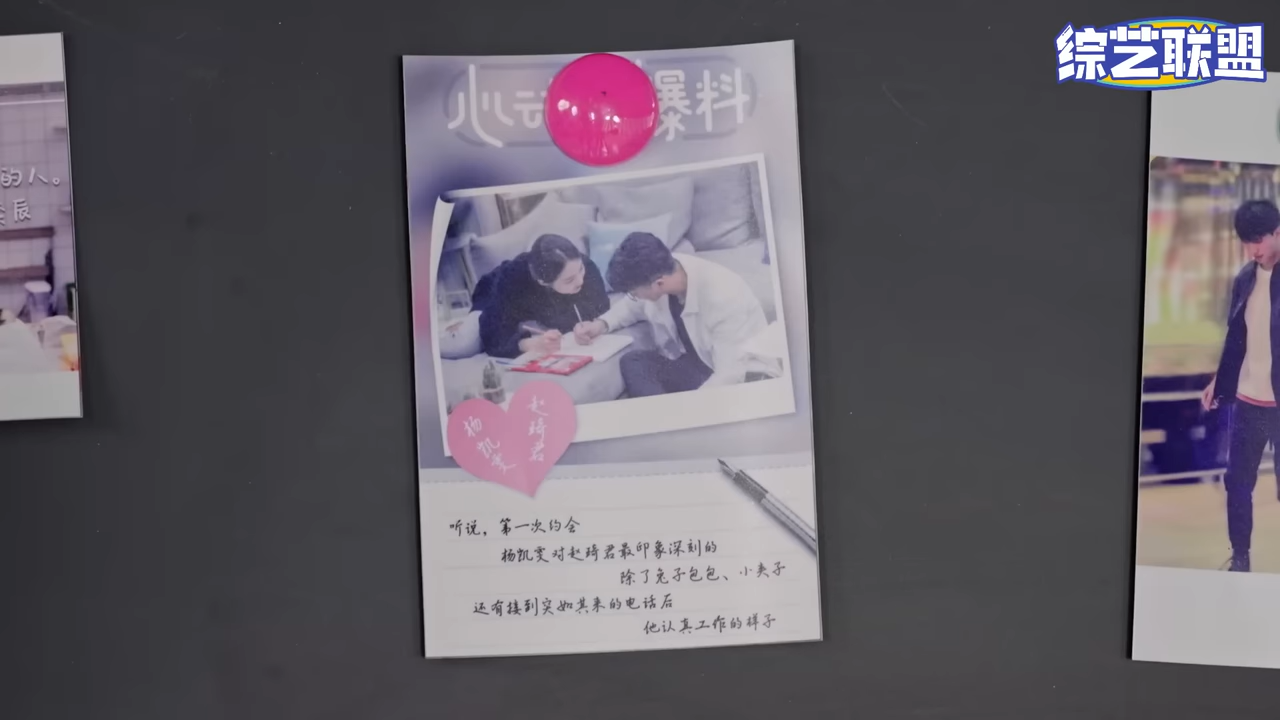 综艺联盟
的人。
辰
心动爆料
杨凯雯
赵琦君
听说，第一次约会
杨凯雯对赵琦君最印象深刻的
除了兔子包包、小夹子
还有接到突如其来的电话后
他认真工作的样子